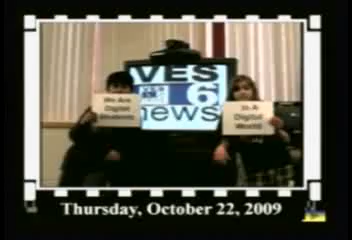 VES
6
news
We Are
Digital
Students
In A
Digital
World
Thursday, October 22, 2009